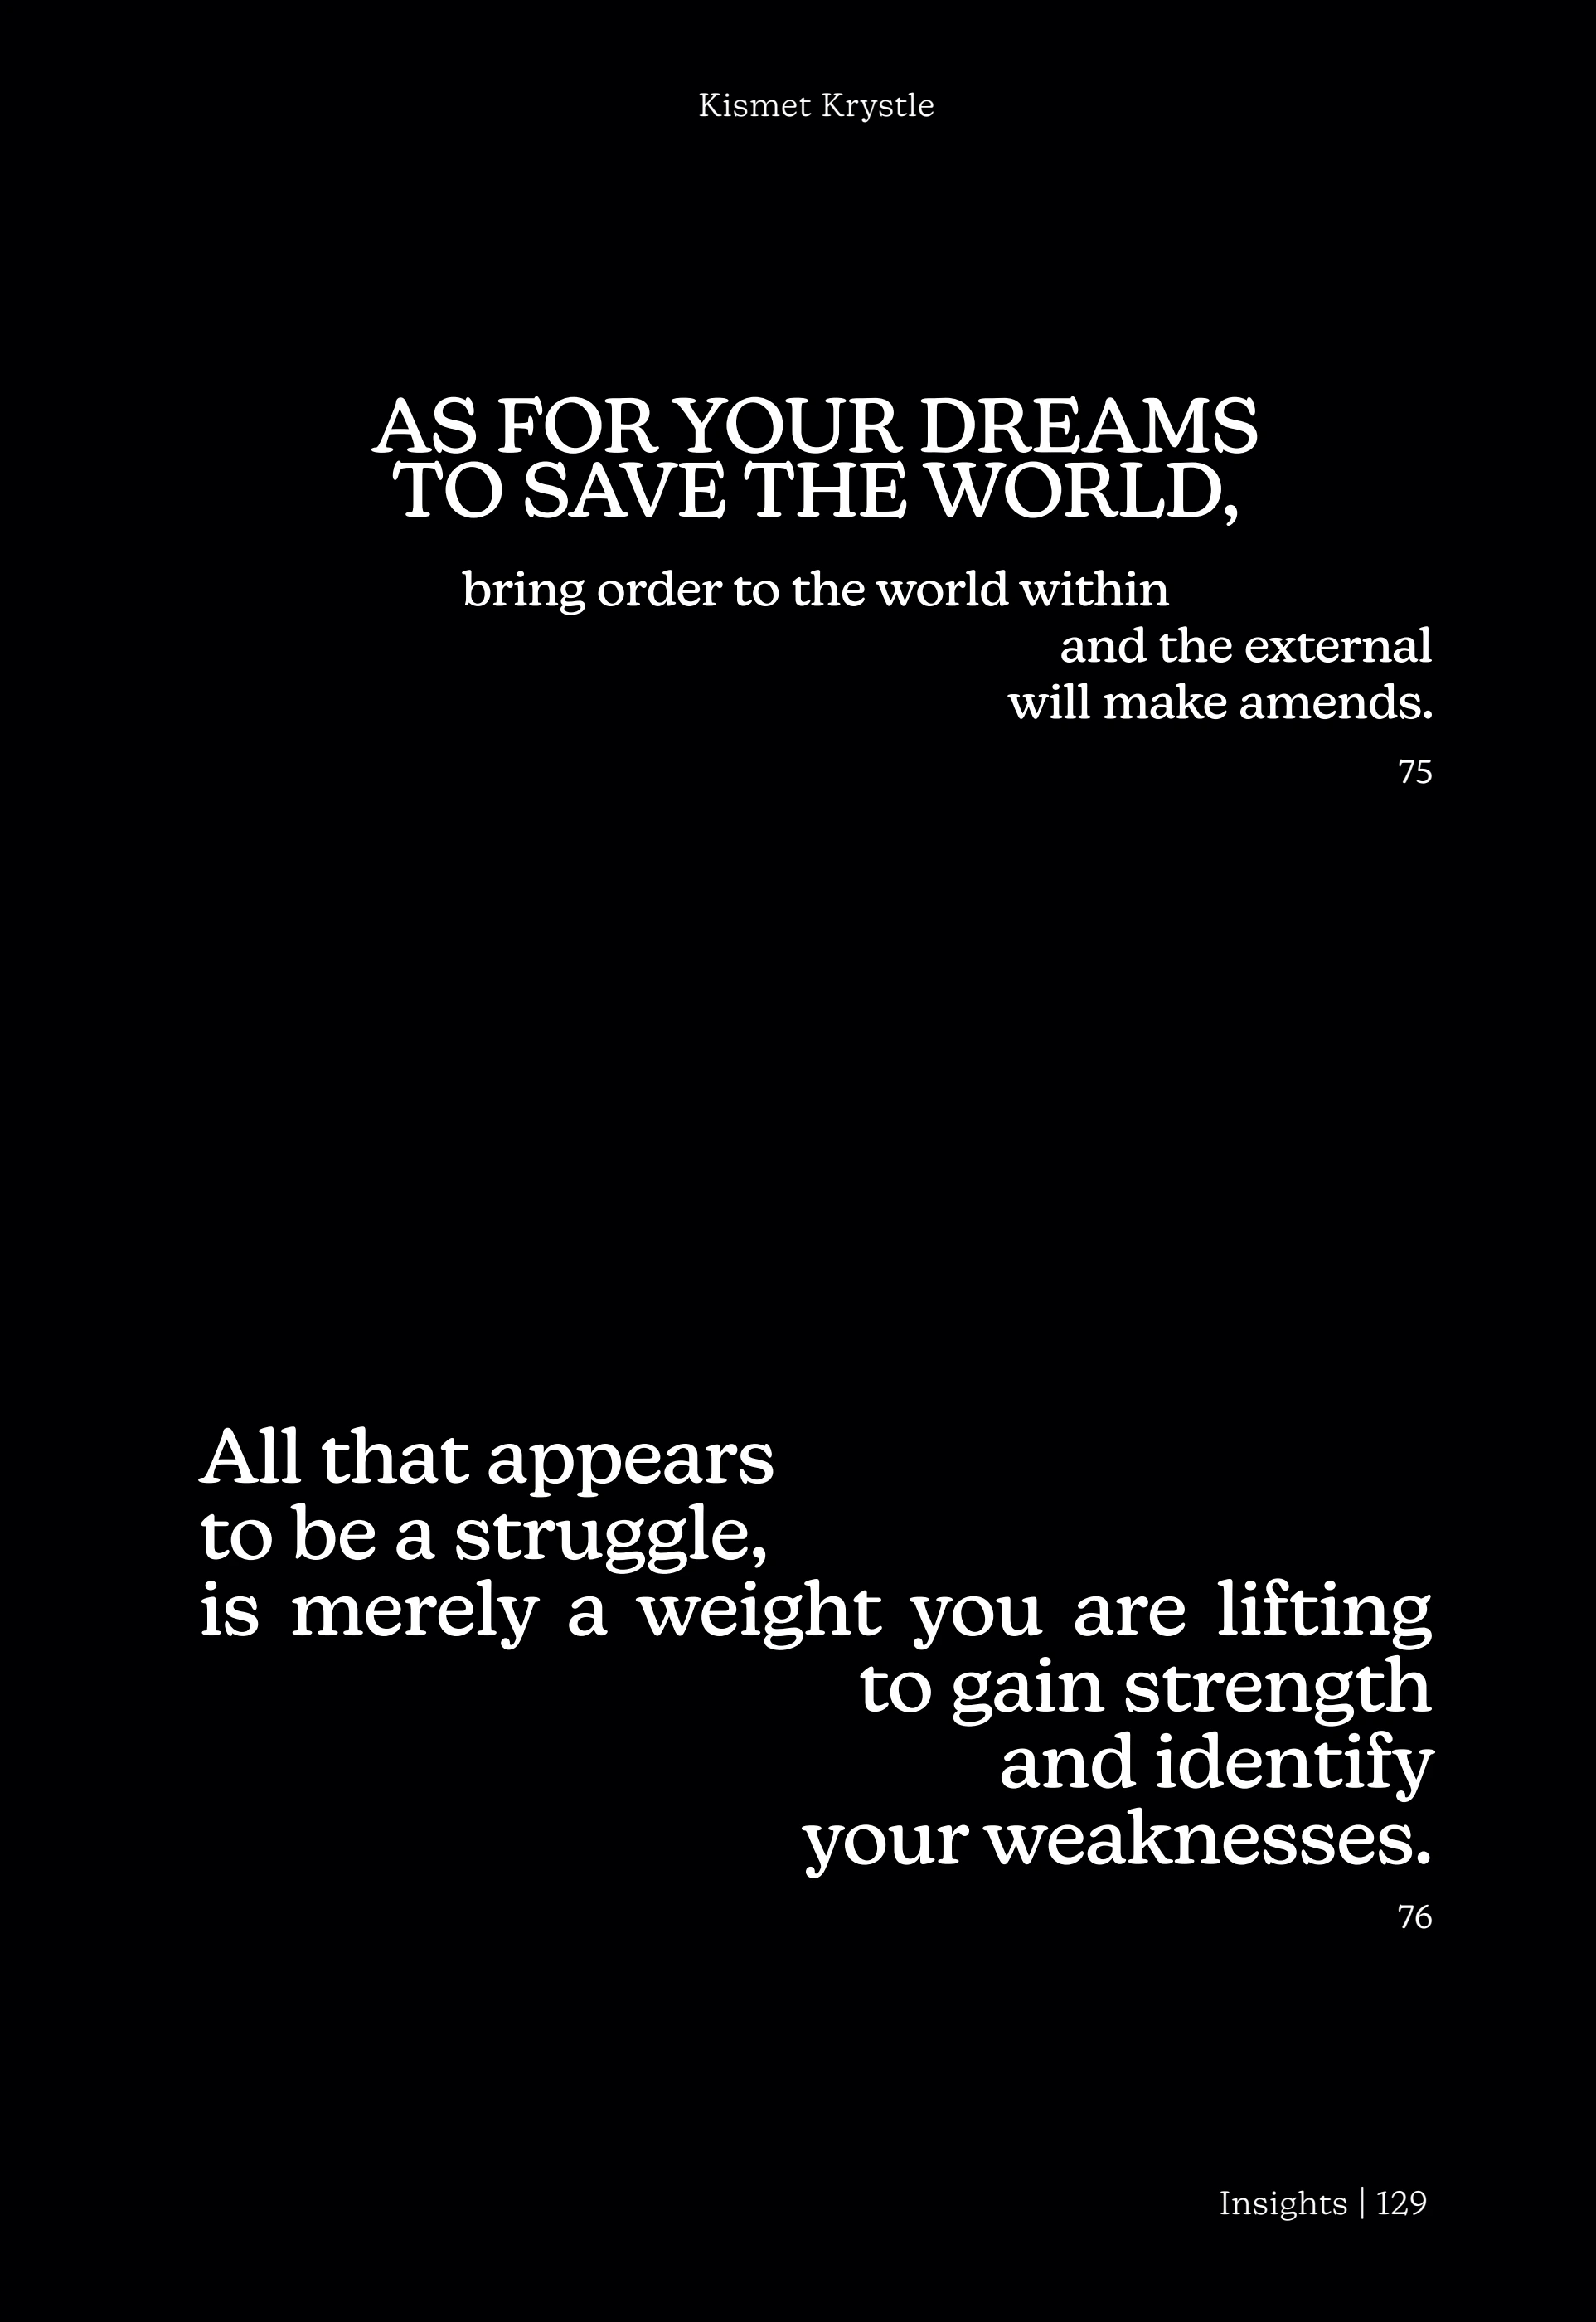 Kismet Krystle
AS FOR YOUR DREAMS
TO SAVE THE WORLD,
bring order to the world within
and the external
will make amends.
75
All that appears
to be a struggle,
is merely a weight you are lifting
to gain strength
and identify
your weaknesses.
76
Insights | 129